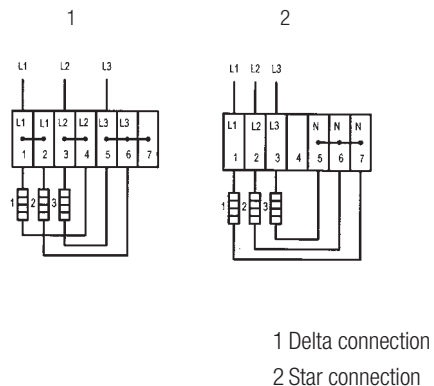 1 2
L1 L2 L3 L1 L2 L3
L1 L1 L2 L2 L3 L3 L1 L2 L3 N N N
1 2 3 4 5 6 7 1 2 3 4 5 6 7
1 2 3 1 2 3
1 Delta connection
2 Star connection